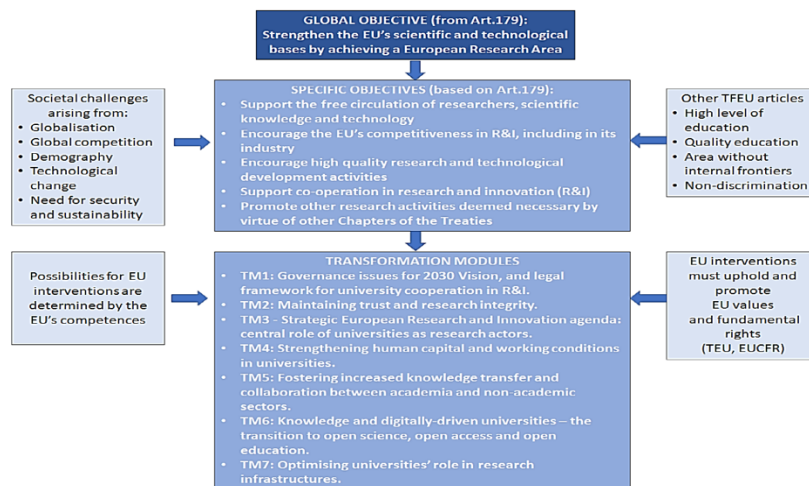 GLOBAL OBJECTIVE (from Art.179):
Strengthen the EU's scientific and technological
bases by achieving a European Research Area
Societal challenges
arising from:
• Globalisation
• Global competition
• Demography
• Technological
change
• Need for security
and sustainability
SPECIFIC OBJECTIVES (based on Art.179):
• Support the free circulation of researchers, scientific
knowledge and technology
• Encourage the EU's competitiveness in R&I, including in its
industry
• Encourage high quality research and technological
development activities
• Support co-operation in research and innovation (R&I)
• Promote other research activities deemed necessary by
virtue of other Chapters of the Treaties
Other TFEU articles
• High level of
education
• Quality education
• Area without
internal frontiers
• Non-discrimination
Possibilities for EU
interventions are
determined by the
EU's competences
TRANSFORMATION MODULES
• TM1: Governance issues for 2030 Vision, and legal
framework for university cooperation in R&I.
• TM2: Maintaining trust and research integrity.
• TM3 - Strategic European Research and Innovation agenda:
central role of universities as research actors.
• TM4: Strengthening human capital and working conditions
in universities.
• TM5: Fostering increased knowledge transfer and
collaboration between academia and non-academic
sectors.
• TM6: Knowledge and digitally-driven universities – the
transition to open science, open access and open
education.
• TM7: Optimising universities' role in research
infrastructures.
EU interventions
must uphold and
promote
EU values
and fundamental
rights
(TEU, EUCFR)